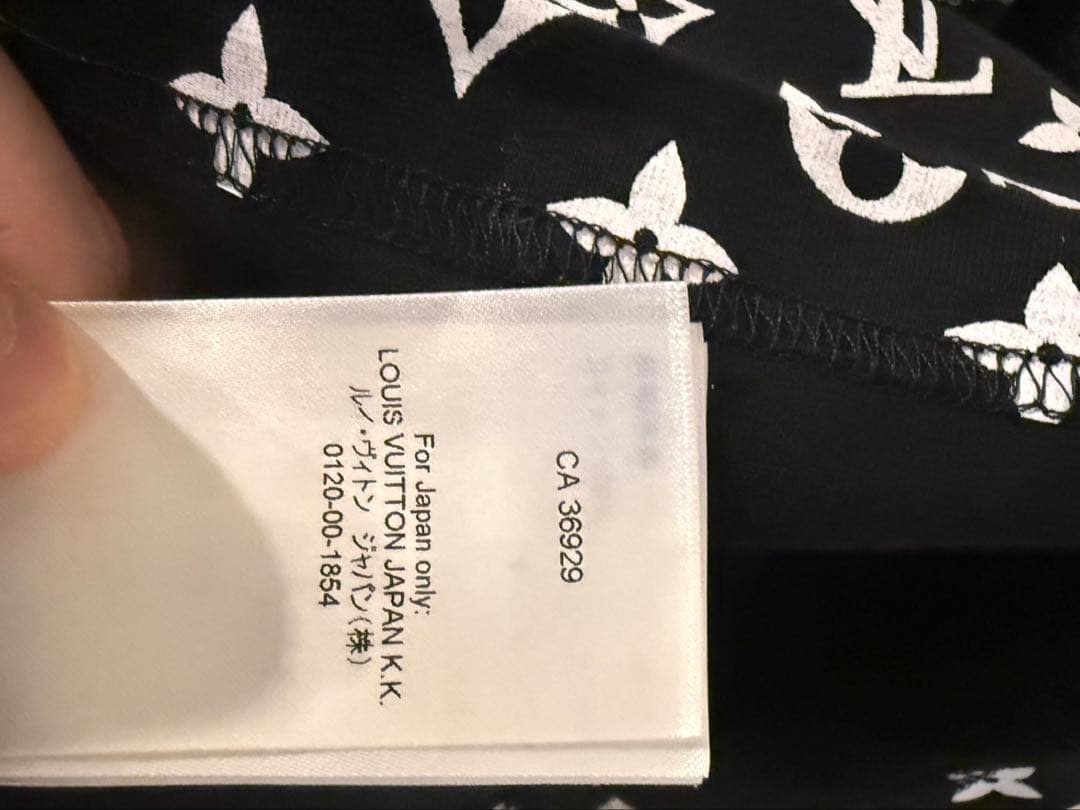 CA 36929
For Japan only:
LOUIS VUITTON JAPAN K.K.
ルイ・ヴィトン ジャパン(株)
0120-00-1854